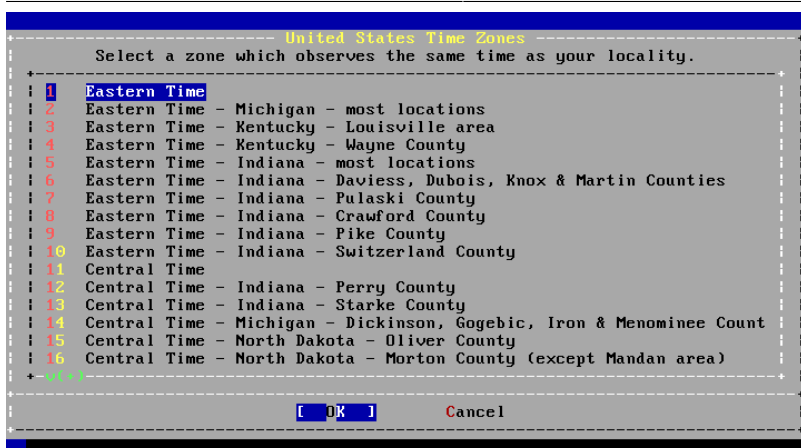 United States Time Zones
Select a zone which observes the same time as your locality.
1 Eastern Time
2 Eastern Time - Michigan - most locations
3 Eastern Time - Kentucky - Louisville area
4 Eastern Time - Kentucky - Wayne County
5 Eastern Time - Indiana - most locations
6 Eastern Time - Indiana - Daviess, Dubois, Knox & Martin Counties
7 Eastern Time - Indiana - Pulaski County
8 Eastern Time - Indiana - Crawford County
9 Eastern Time - Indiana - Pike County
10 Eastern Time - Indiana - Switzerland County
11 Central Time
12 Central Time - Indiana - Perry County
13 Central Time - Indiana - Starke County
14 Central Time - Michigan - Dickinson, Gogebic, Iron & Menominee Count
15 Central Time - North Dakota - Oliver County
16 Central Time - North Dakota - Morton County (except Mandan area)
v(+)
[ OK ] Cancel